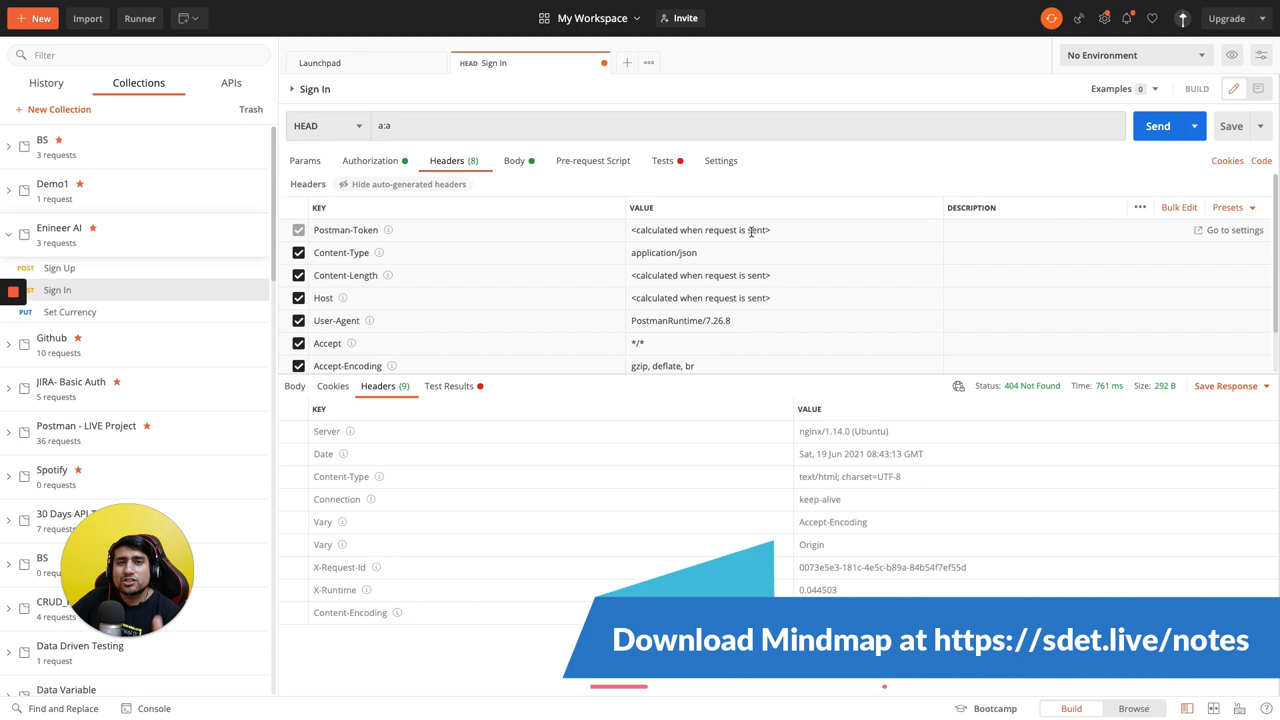 New
Import
Runner
My Workspace
Invite
Upgrade
Filter
History
Collections
APIs
New Collection
Trash
BS
3 requests
Demo1
1 request
Enineer AI
3 requests
POST Sign Up
ST Sign In
PUT Set Currency
Github
10 requests
JIRA- Basic Auth
5 requests
Postman - LIVE Project
36 requests
Spotify
0 requests
30 Days API T
7 reque
BS
0 requ
CRUD_
4 requests
Data Driven Testing
1 request
Data Variable
Launchpad
HEAD Sign In
No Environment
Sign In
Examples 0
BUILD
HEAD
a:a
Send
Save
Params
Authorization
Headers (8)
Body
Pre-request Script
Tests
Settings
Cookies
Code
Headers
Hide auto-generated headers
KEY VALUE DESCRIPTION
Bulk Edit
Presets
Postman-Token <calculated when request is sent>
Go to settings
Content-Type application/json
Content-Length <calculated when request is sent>
Host <calculated when request is sent>
User-Agent PostmanRuntime/7.26.8
Accept */*
Accept-Encoding gzip, deflate, br
Body
Cookies
Headers (9)
Test Results
Status: 404 Not Found
Time: 761 ms
Size: 292 B
Save Response
KEY VALUE
Server nginx/1.14.0 (Ubuntu)
Date Sat, 19 Jun 2021 08:43:13 GMT
Content-Type text/html; charset=UTF-8
Connection keep-alive
Vary Accept-Encoding
Vary Origin
X-Request-Id 0073e5e3-181c-4e5c-b89a-84b54f7ef55d
X-Runtime 0.044503
Content-Encoding
Download Mindmap at https://sdet.live/notes
Find and Replace
Console
Bootcamp
Build
Browse